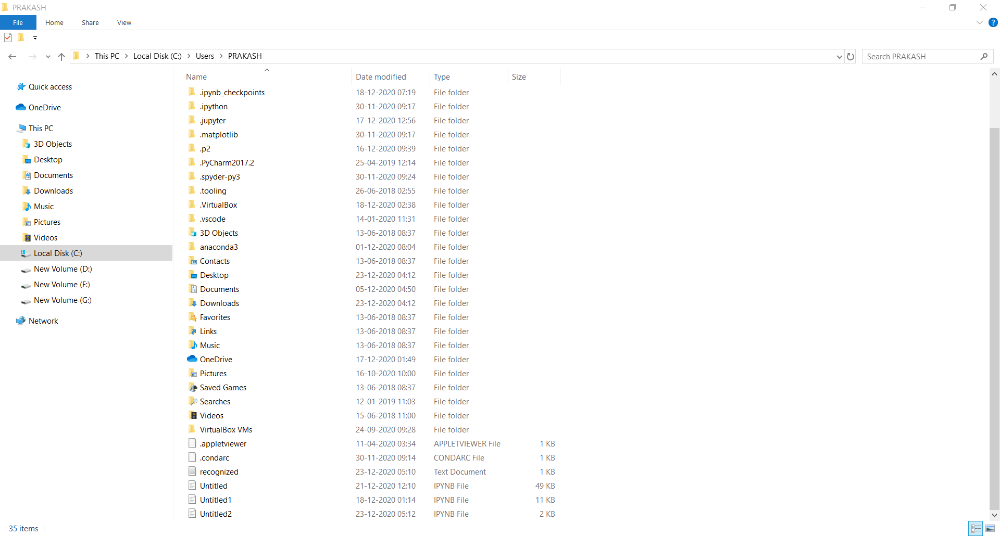 PRAKASH
File Home Share View
This PC Local Disk (C:) Users PRAKASH
Search PRAKASH
Quick access
OneDrive
This PC
3D Objects
Desktop
Documents
Downloads
Music
Pictures
Videos
Local Disk (C:)
New Volume (D:)
New Volume (F:)
New Volume (G:)
Network
Name Date modified Type Size
.ipynb_checkpoints 18-12-2020 07:19 File folder
.ipython 30-11-2020 09:17 File folder
.jupyter 17-12-2020 12:56 File folder
.matplotlib 30-11-2020 09:17 File folder
.p2 16-12-2020 09:39 File folder
.PyCharm2017.2 25-04-2019 12:14 File folder
.spyder-py3 30-11-2020 09:24 File folder
.tooling 26-06-2018 02:55 File folder
.VirtualBox 18-12-2020 02:38 File folder
.vscode 14-01-2020 11:31 File folder
3D Objects 13-06-2018 08:37 File folder
anaconda3 01-12-2020 08:04 File folder
Contacts 13-06-2018 08:37 File folder
Desktop 23-12-2020 04:12 File folder
Documents 05-12-2020 04:50 File folder
Downloads 23-12-2020 04:12 File folder
Favorites 13-06-2018 08:37 File folder
Links 13-06-2018 08:37 File folder
Music 13-06-2018 08:37 File folder
OneDrive 17-12-2020 01:49 File folder
Pictures 16-10-2020 10:00 File folder
Saved Games 13-06-2018 08:37 File folder
Searches 12-01-2019 11:03 File folder
Videos 15-06-2018 11:00 File folder
VirtualBox VMs 24-09-2020 09:28 File folder
.appletviewer 11-04-2020 03:34 APPLETVIEWER File 1 KB
.condarc 30-11-2020 09:14 CONDARC File 1 KB
recognized 23-12-2020 05:10 Text Document 1 KB
Untitled 21-12-2020 12:10 IPYNB File 49 KB
Untitled1 18-12-2020 01:14 IPYNB File 11 KB
Untitled2 23-12-2020 05:12 IPYNB File 2 KB
35 items